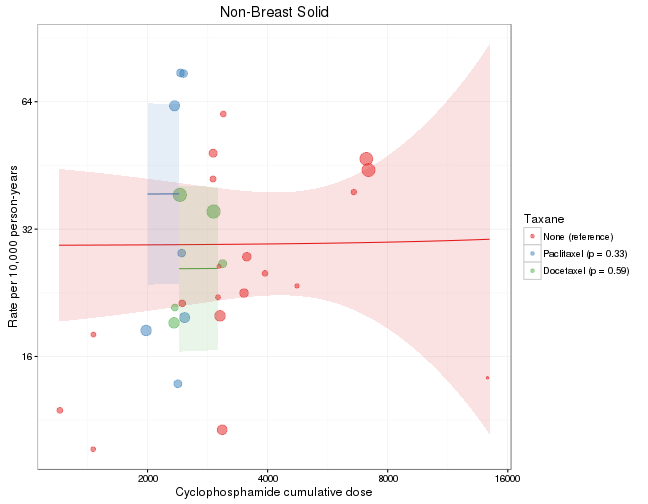 Non-Breast Solid
Rate per 10,000 person-years
64
32
16
2000
4000
8000
16000
Cyclophosphamide cumulative dose
Taxane
None (reference)
Paclitaxel (p = 0.33)
Docetaxel (p = 0.59)